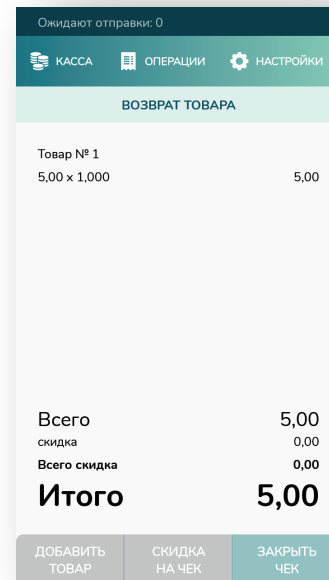 Ожидают отправки: 0
КАССА ОПЕРАЦИИ НАСТРОЙКИ
ВОЗВРАТ ТОВАРА
Товар № 1
5,00 x 1,000 5,00
Всего 5,00
скидка 0,00
Всего скидка 0,00
Итого 5,00
ДОБАВИТЬ СКИДКА ЗАКРЫТЬ
ТОВАР НА ЧЕК ЧЕК